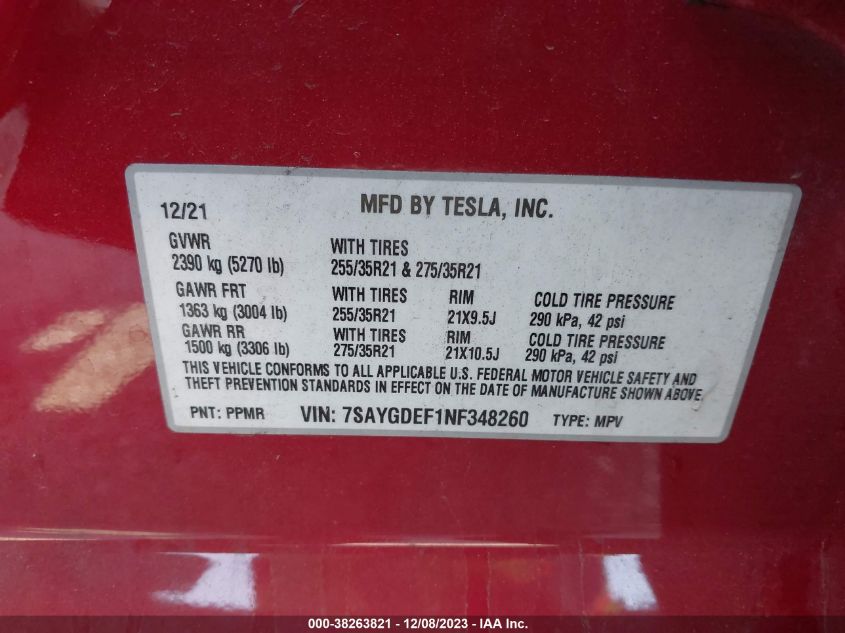 12/21 MFD BY TESLA, INC.
GVWR WITH TIRES
2390 kg (5270 lb) 255/35R21 & 275/35R21
GAWR FRT WITH TIRES RIM COLD TIRE PRESSURE
1363 kg (3004 lb) 255/35R21 21X9.5J 290 kPa, 42 psi
GAWR RR WITH TIRES RIM COLD TIRE PRESSURE
1500 kg (3306 lb) 275/35R21 21X10.5J 290 kPa, 42 psi
THIS VEHICLE CONFORMS TO ALL APPLICABLE U.S. FEDERAL MOTOR VEHICLE SAFETY AND
THEFT PREVENTION STANDARDS IN EFFECT ON THE DATE OF MANUFACTURE SHOWN ABOVE.
PNT: PPMR VIN: 7SAYGDEF1NF348260 TYPE: MPV
000-38263821 - 12/08/2023 - IAA Inc.